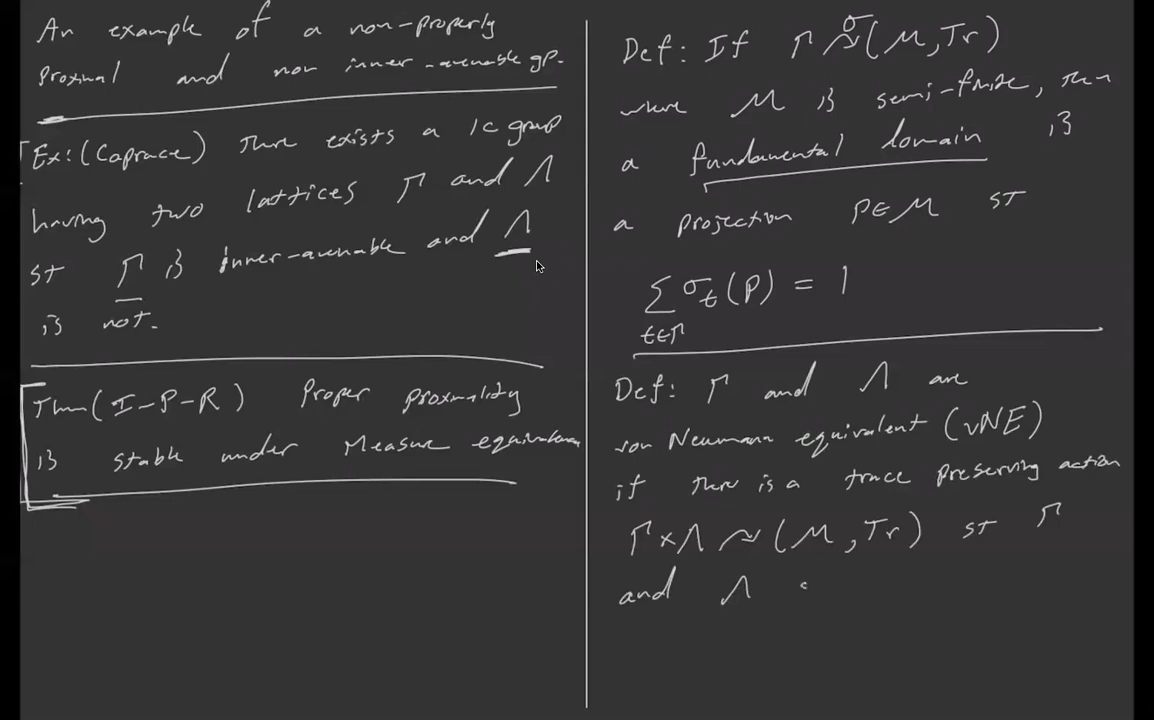 An example of a non-properly
proximal and non inner-amenable gp.
Ex: (Caprace) There exists a lc group
having two lattices Γ and Λ
st Γ is inner-amenable and Λ
is not.
Thm (I-P-R) Proper proximality
is stable under Measure equivalence
Def: If Γ ↷^σ (M, Tr)
where M is semi-finite, then
a fundamental domain is
a projection P∈M st
∑_{t∈Γ} σ_t(P) = 1
Def: Γ and Λ are
von Neumann equivalent (vNE)
if there is a trace preserving action
Γ×Λ ↷ (M, Tr) st Γ
and Λ